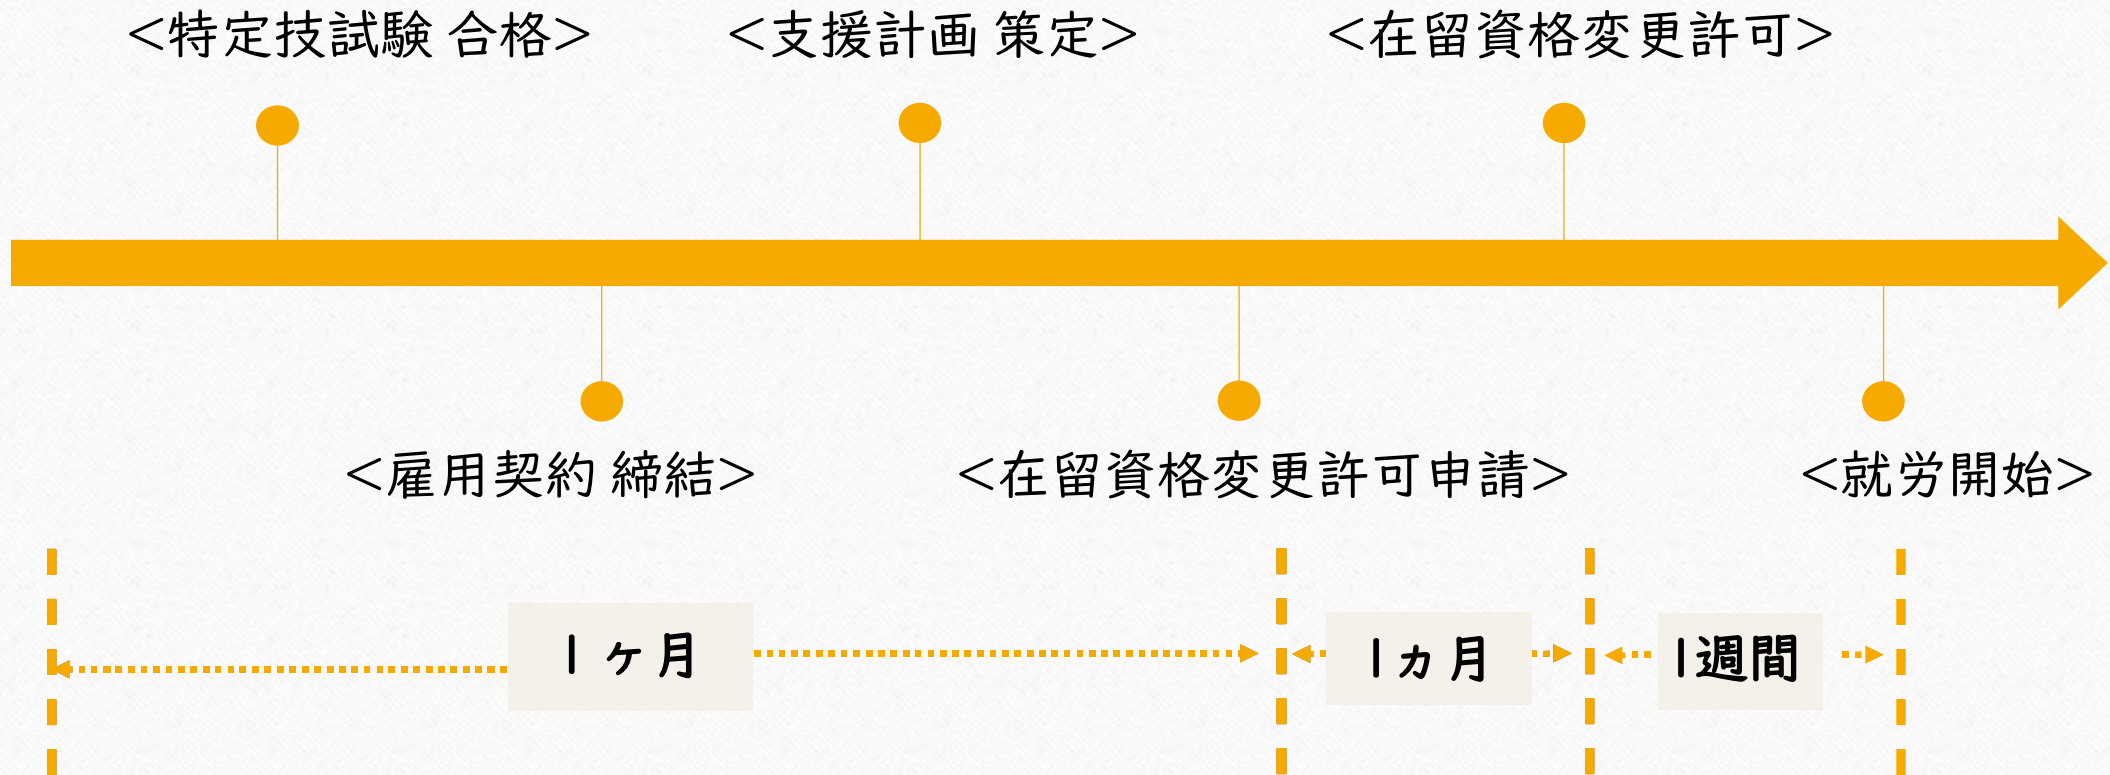 <特定技試験 合格>
<支援計画 策定>
<在留資格変更許可>
<雇用契約 締結>
<在留資格変更許可申請>
<就労開始>
1ヶ月
1ヵ月
1週間